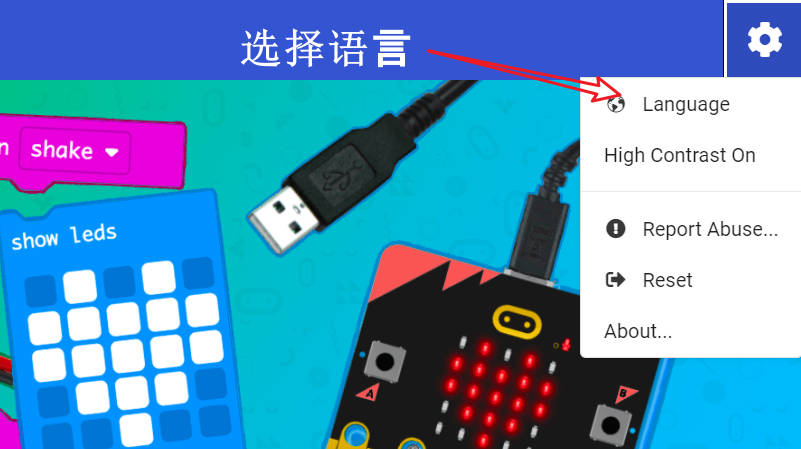 选择语言
Language
High Contrast On
Report Abuse...
Reset
About...
n shake
show leds
A
B